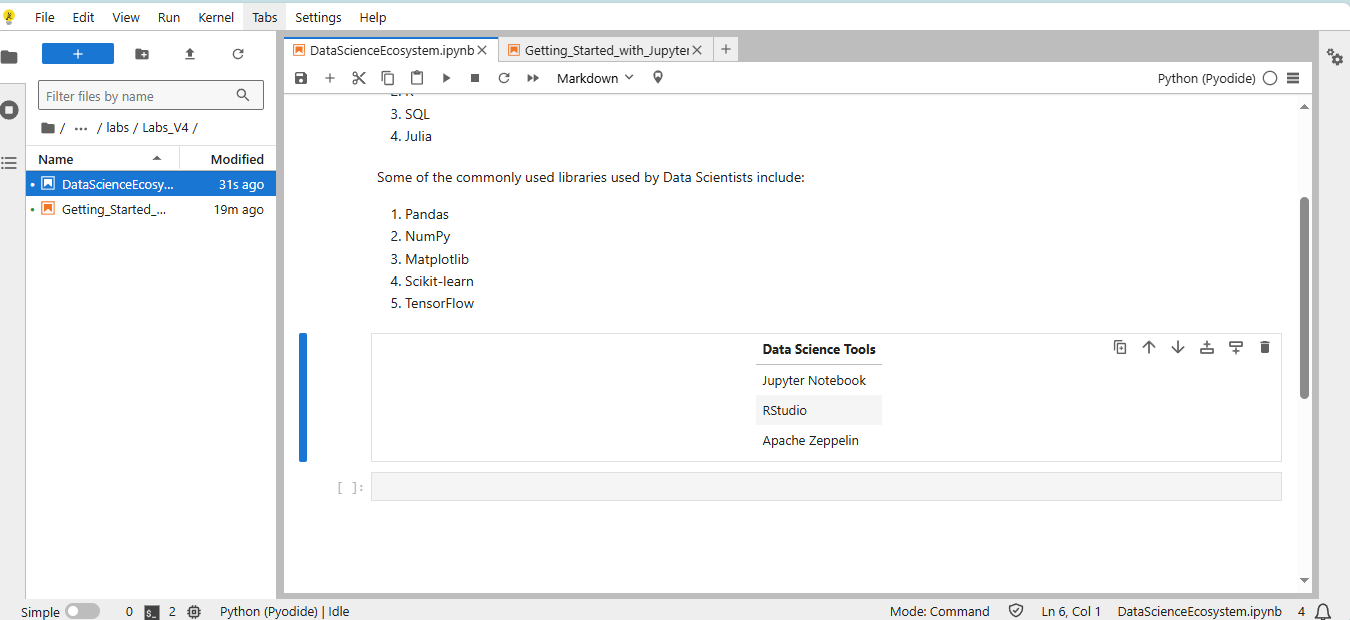 File Edit View Run Kernel Tabs Settings Help
DataScienceEcosystem.ipynb
Getting_Started_with_Jupyter
Filter files by name
Markdown
Python (Pyodide)
/ ... / labs / Labs_V4 /
Name Modified
DataScienceEcosy... 31s ago
Getting_Started_... 19m ago
3. SQL
4. Julia
Some of the commonly used libraries used by Data Scientists include:
1. Pandas
2. NumPy
3. Matplotlib
4. Scikit-learn
5. TensorFlow
Data Science Tools
Jupyter Notebook
RStudio
Apache Zeppelin
[ ]:
Simple 0 2 Python (Pyodide) | Idle Mode: Command Ln 6, Col 1 DataScienceEcosystem.ipynb 4